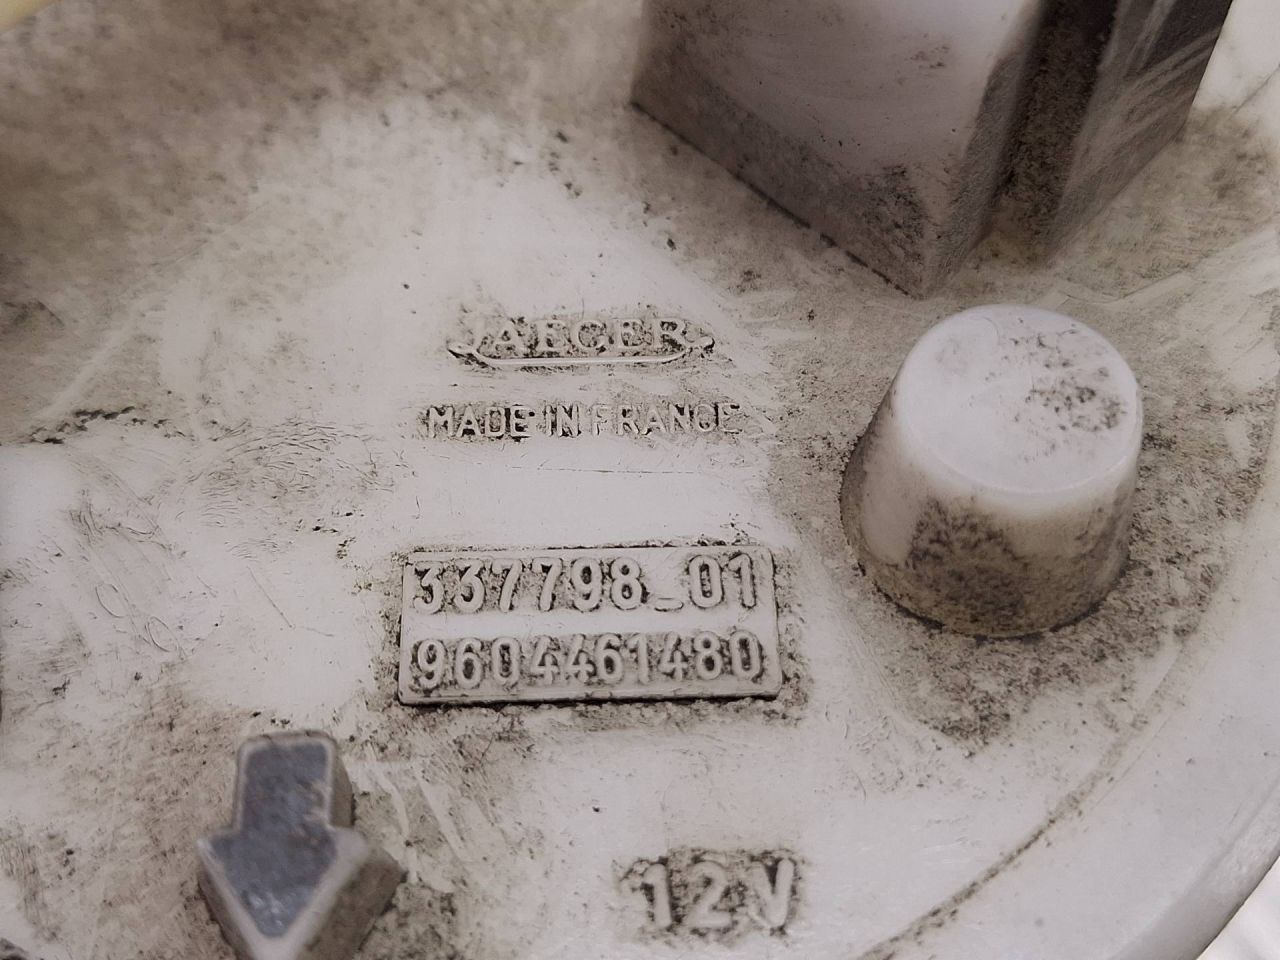 JAEGER
MADE IN FRANCE
337798_01
9604461480
12V